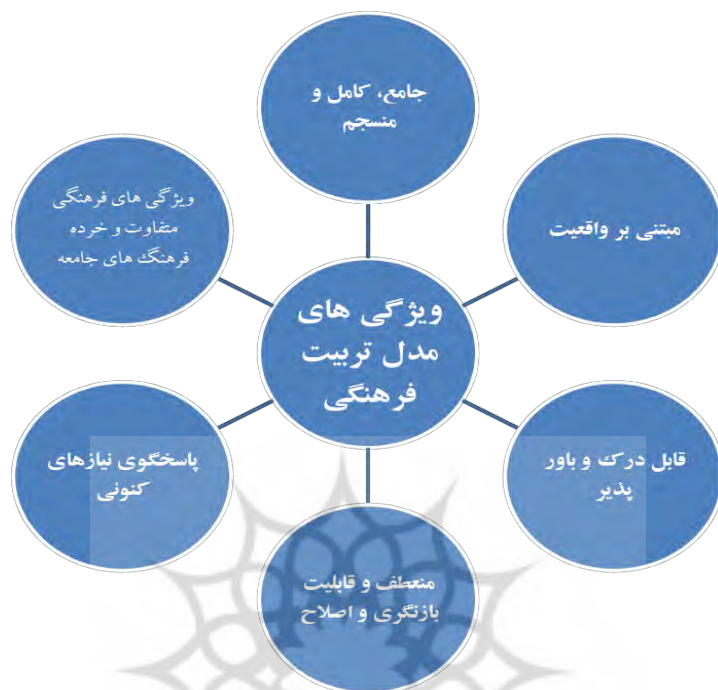 جامع، کامل و
منسجم
مبتنی بر واقعیت
قابل درک و باور
پذیر
منعطف و قابلیت
بازنگری و اصلاح
پاسخگوی نیازهای
کنونی
ویژگی های فرهنگی
متفاوت و خرده
فرهنگ های جامعه
ویژگی های
مدل تربیت
فرهنگی